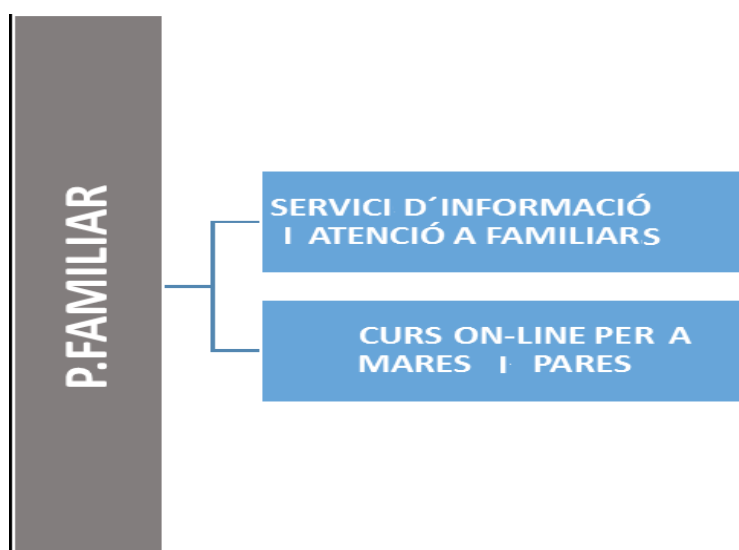 P.FAMILIAR
SERVICI D´INFORMACIÓ
I ATENCIÓ A FAMILIARS
CURS ON-LINE PER A
MARES I PARES